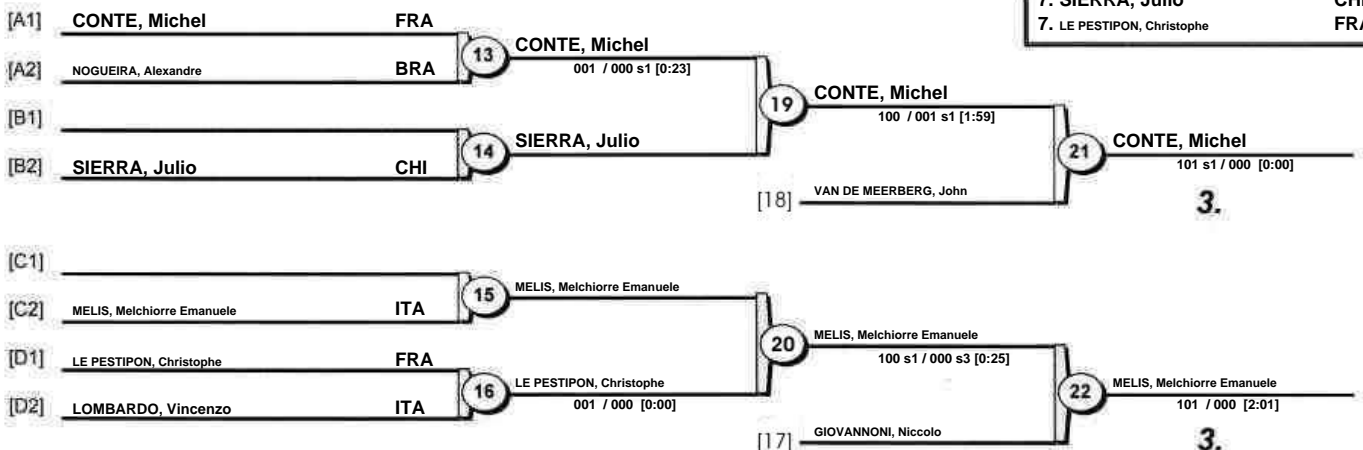 7. SIERRA, Julio CHI
7. LE PESTIPON, Christophe FRA
[A1] CONTE, Michel FRA
13 CONTE, Michel
001 / 000 s1 [0:23]
[A2] NOGUEIRA, Alexandre BRA
19 CONTE, Michel
100 / 001 s1 [1:59]
[B1]
14 SIERRA, Julio
[B2] SIERRA, Julio CHI
21 CONTE, Michel
101 s1 / 000 [0:00]
[18] VAN DE MEERBERG, John
3.
[C1]
15 MELIS, Melchiorre Emanuele
[C2] MELIS, Melchiorre Emanuele ITA
20 MELIS, Melchiorre Emanuele
100 s1 / 000 s3 [0:25]
[D1] LE PESTIPON, Christophe FRA
16 LE PESTIPON, Christophe
001 / 000 [0:00]
[D2] LOMBARDO, Vincenzo ITA
22 MELIS, Melchiorre Emanuele
101 / 000 [2:01]
[17] GIOVANNONI, Niccolo
3.